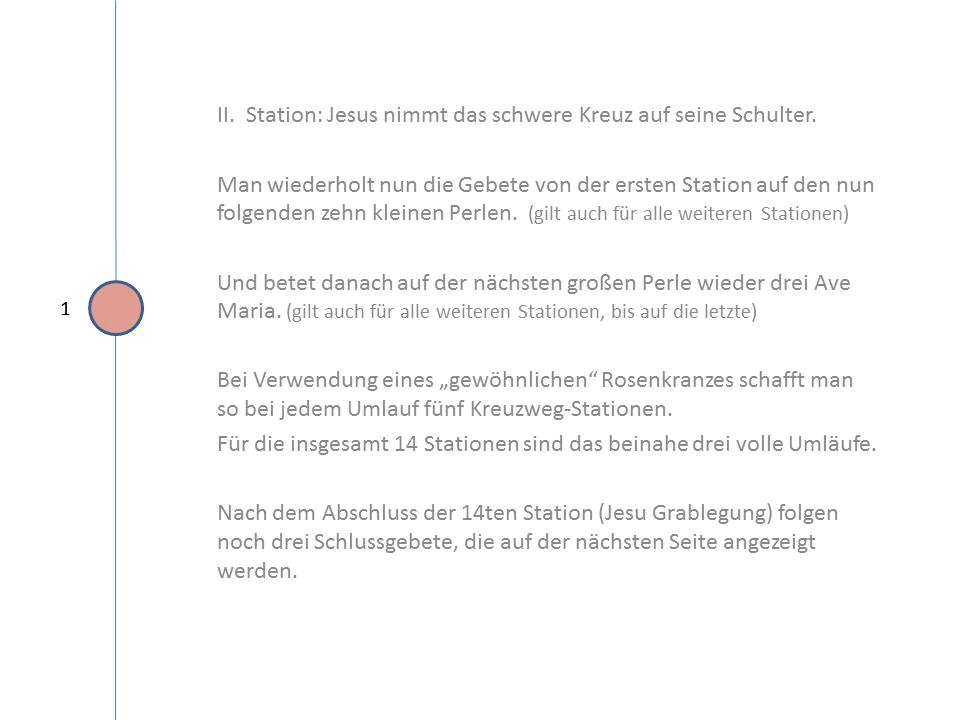 II. Station: Jesus nimmt das schwere Kreuz auf seine Schulter.
Man wiederholt nun die Gebete von der ersten Station auf den nun
folgenden zehn kleinen Perlen. (gilt auch für alle weiteren Stationen)
Und betet danach auf der nächsten großen Perle wieder drei Ave
Maria. (gilt auch für alle weiteren Stationen, bis auf die letzte)
1
Bei Verwendung eines „gewöhnlichen“ Rosenkranzes schafft man
so bei jedem Umlauf fünf Kreuzweg-Stationen.
Für die insgesamt 14 Stationen sind das beinahe drei volle Umläufe.
Nach dem Abschluss der 14ten Station (Jesu Grablegung) folgen
noch drei Schlussgebete, die auf der nächsten Seite angezeigt
werden.